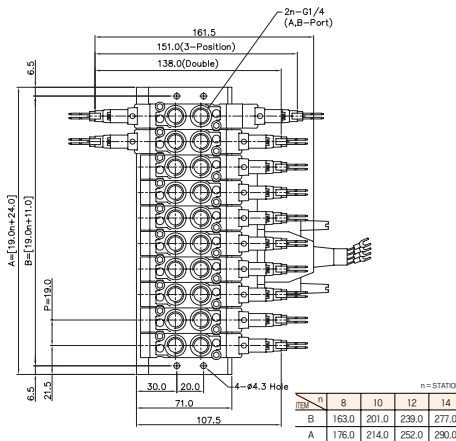 161.5
2n-G1/4
(A,B-Port)
151.0(3-Position)
138.0(Double)
6.5
A=[19.0n+24.0]
B=[19.0n+11.0]
P=19.0
21.5
6.5
30.0
20.0
4-ø4.3 Hole
71.0
107.5
n=STATION
ITEM n 8 10 12 14
B 163.0 201.0 239.0 277.0
A 176.0 214.0 252.0 290.0